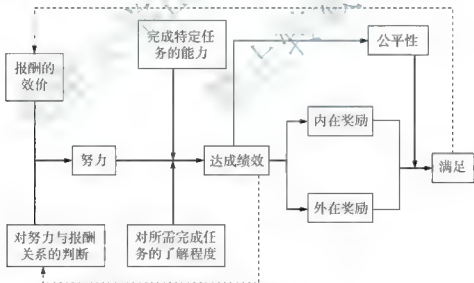 完成特定任
务的能力
公平性
报酬的
效价
内在奖励
努力
达成绩效
满足
外在奖励
对努力与报酬
关系的判断
对所需完成任
务的了解程度